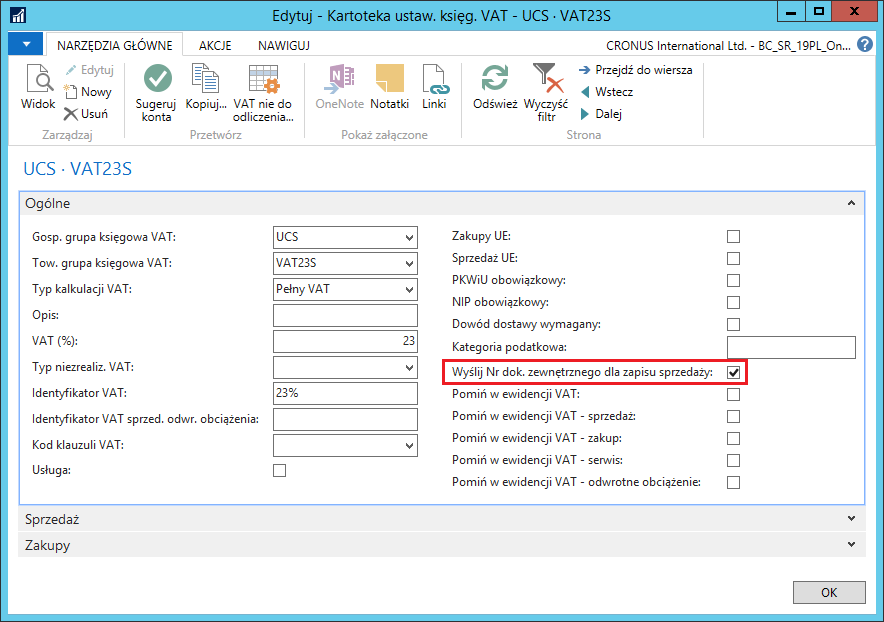 Edytuj - Kartoteka ustaw. księg. VAT - UCS · VAT23S
NARZĘDZIA GŁÓWNE AKCJE NAWIGUJ CRONUS International Ltd. - BC_SR_19PL_On... ?
Widok
Edytuj
Nowy
Usuń
Zarządzaj
Sugeruj konta
Kopiuj...
VAT nie do odliczenia...
Przetwórz
OneNote
Notatki
Linki
Pokaż załączone
Odśwież
Wyczyść filtr
Przejdź do wiersza
Wstecz
Dalej
Strona
UCS · VAT23S
Ogólne
Gosp. grupa księgowa VAT: UCS
Tow. grupa księgowa VAT: VAT23S
Typ kalkulacji VAT: Pełny VAT
Opis:
VAT (%): 23
Typ niezrealiz. VAT:
Identyfikator VAT: 23%
Identyfikator VAT sprzed. odwr. obciążenia:
Kod klauzuli VAT:
Usługa:
Zakupy UE:
Sprzedaż UE:
PKWiU obowiązkowy:
NIP obowiązkowy:
Dowód dostawy wymagany:
Kategoria podatkowa:
Wyślij Nr dok. zewnętrznego dla zapisu sprzedaży:
Pomiń w ewidencji VAT:
Pomiń w ewidencji VAT - sprzedaż:
Pomiń w ewidencji VAT - zakup:
Pomiń w ewidencji VAT - serwis:
Pomiń w ewidencji VAT - odwrotne obciążenie:
Sprzedaż
Zakupy
OK